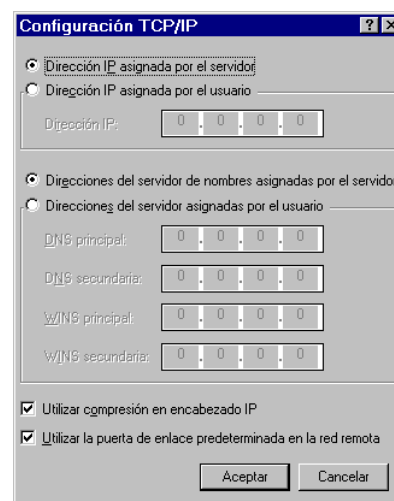 Configuración TCP/IP
Dirección IP asignada por el servidor
Dirección IP asignada por el usuario
Dirección IP: 0 . 0 . 0 . 0
Direcciones del servidor de nombres asignadas por el servidor
Direcciones del servidor asignadas por el usuario
DNS principal: 0 . 0 . 0 . 0
DNS secundaria: 0 . 0 . 0 . 0
WINS principal: 0 . 0 . 0 . 0
WINS secundaria: 0 . 0 . 0 . 0
Utilizar compresión en encabezado IP
Utilizar la puerta de enlace predeterminada en la red remota
Aceptar Cancelar